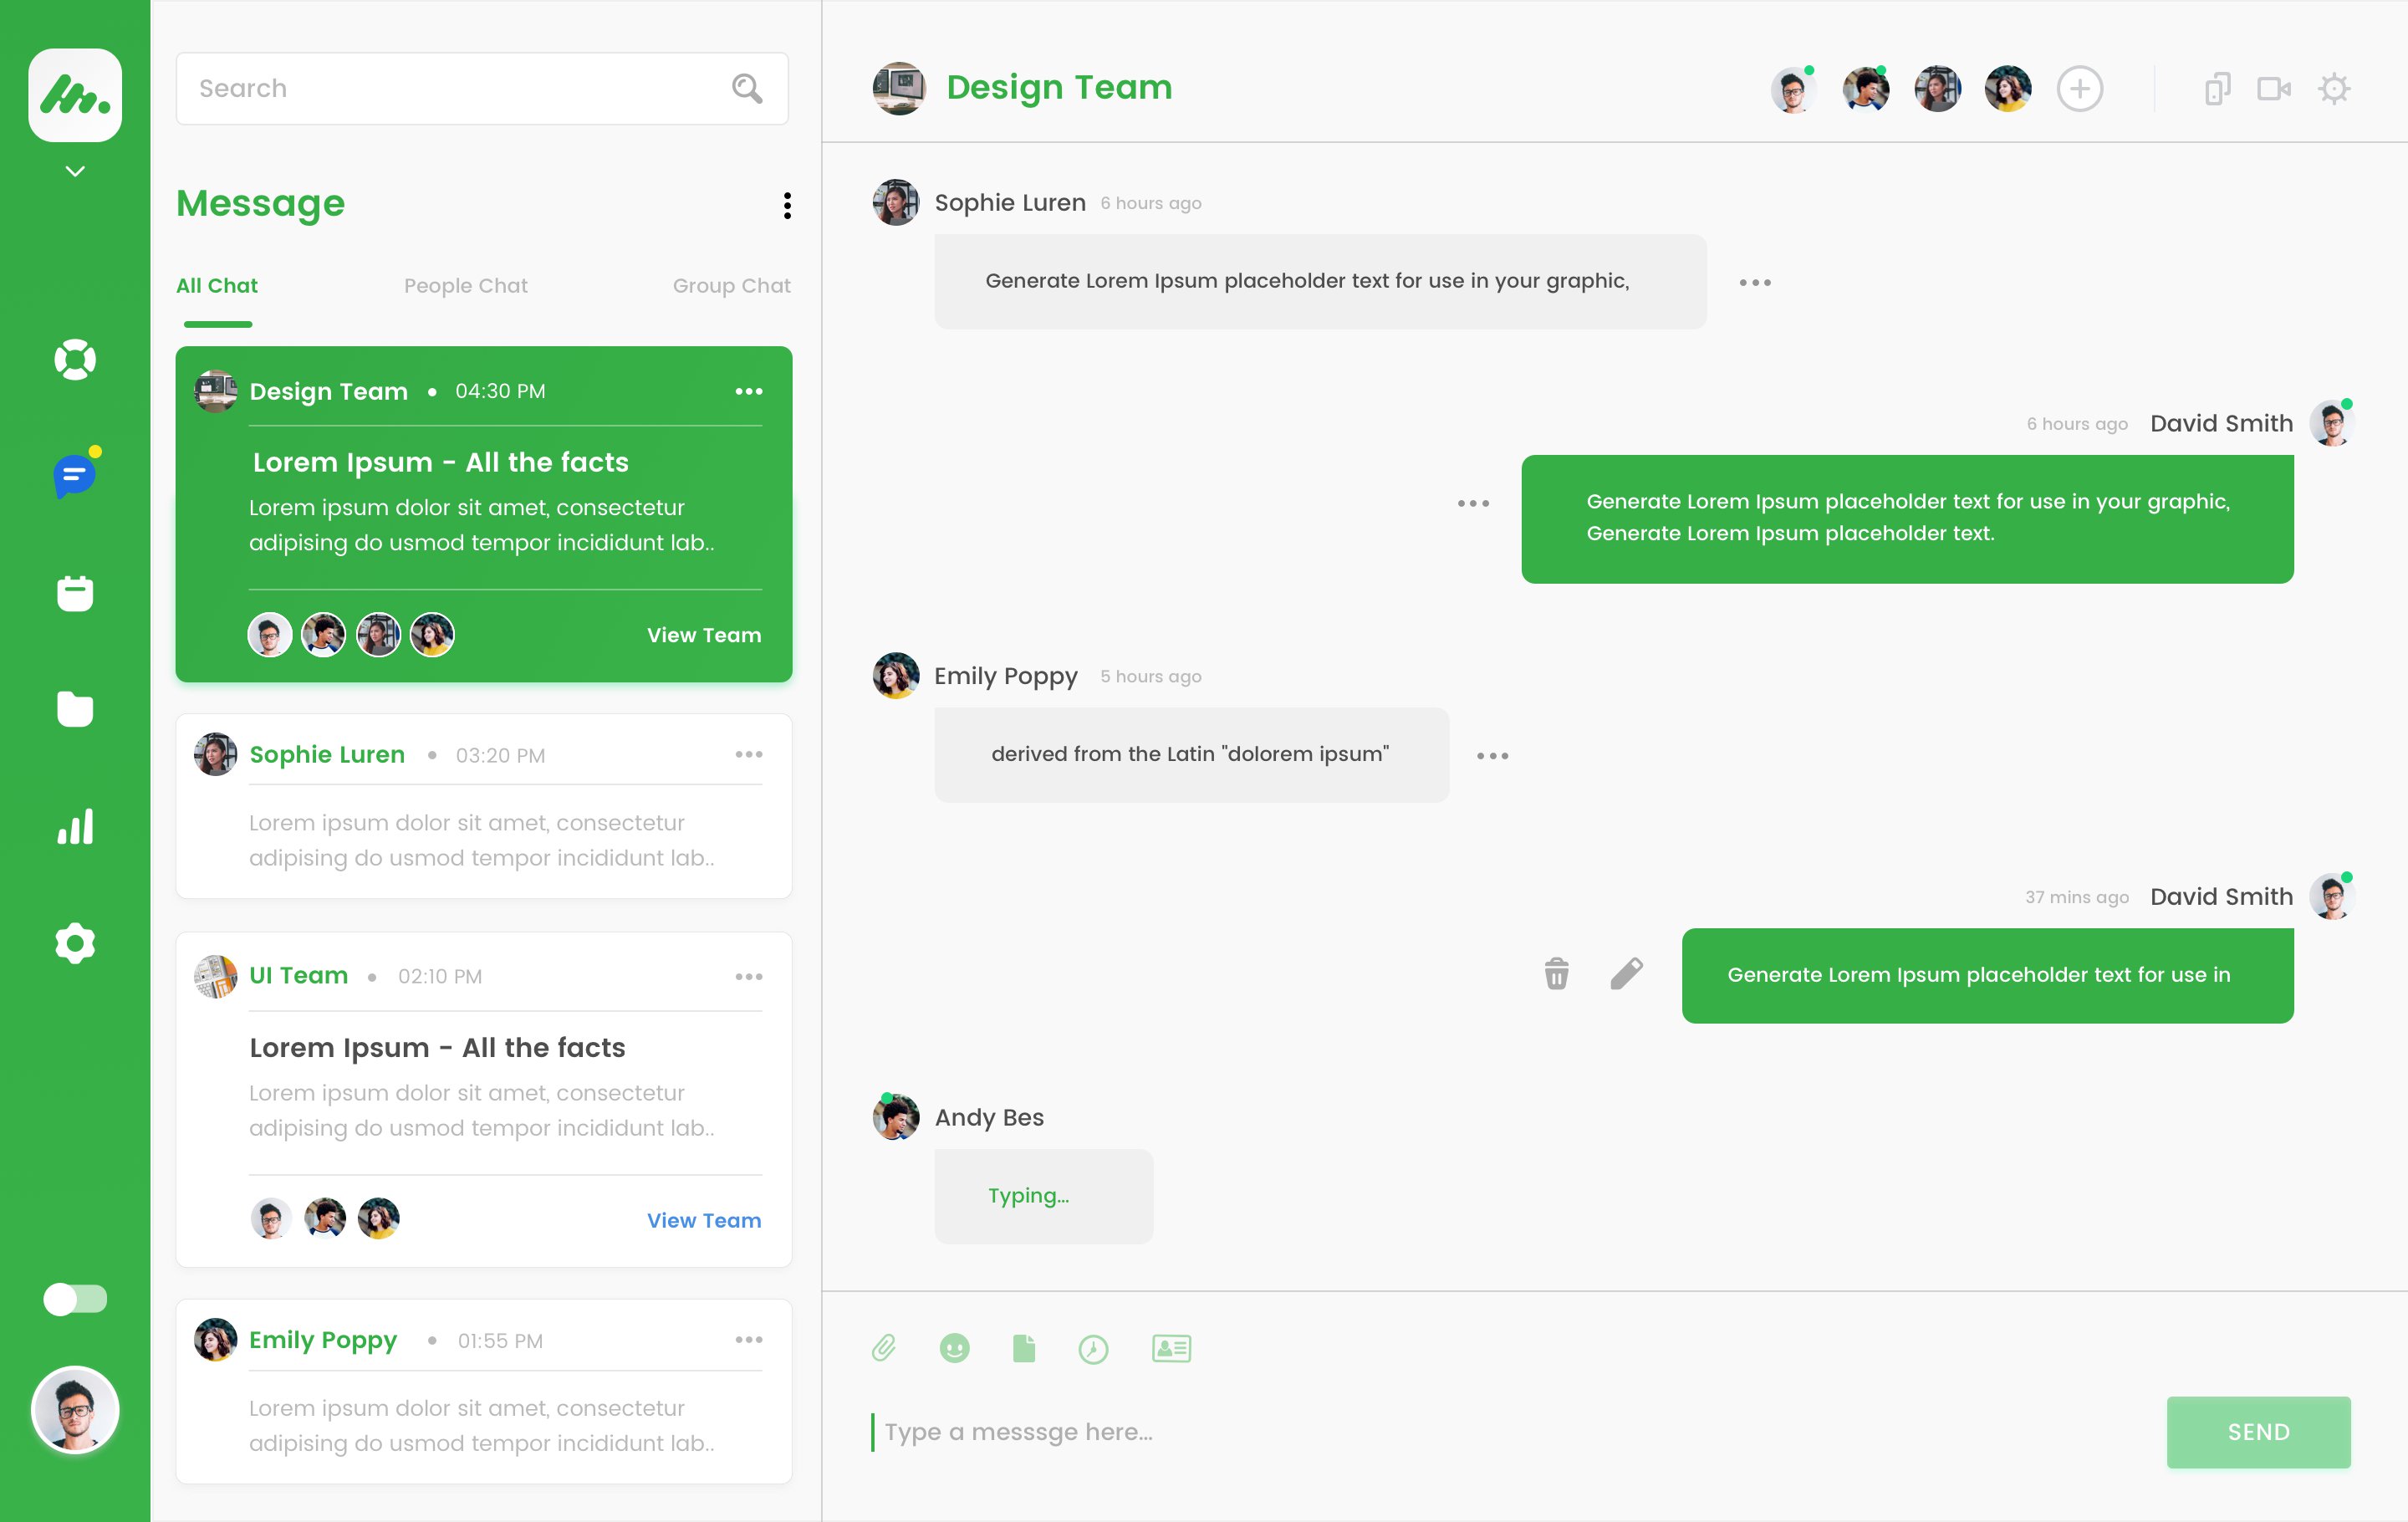 Search
Message
All Chat
People Chat
Group Chat
Design Team
04:30 PM
Lorem Ipsum - All the facts
Lorem ipsum dolor sit amet, consectetur
adipising do usmod tempor incididunt lab..
View Team
Sophie Luren
03:20 PM
Lorem ipsum dolor sit amet, consectetur
adipising do usmod tempor incididunt lab..
UI Team
02:10 PM
Lorem Ipsum - All the facts
Lorem ipsum dolor sit amet, consectetur
adipising do usmod tempor incididunt lab..
View Team
Emily Poppy
01:55 PM
Lorem ipsum dolor sit amet, consectetur
adipising do usmod tempor incididunt lab..
Design Team
Sophie Luren 6 hours ago
Generate Lorem Ipsum placeholder text for use in your graphic,
6 hours ago David Smith
Generate Lorem Ipsum placeholder text for use in your graphic,
Generate Lorem Ipsum placeholder text.
Emily Poppy 5 hours ago
derived from the Latin "dolorem ipsum"
37 mins ago David Smith
Generate Lorem Ipsum placeholder text for use in
Andy Bes
Typing...
Type a messsge here...
SEND